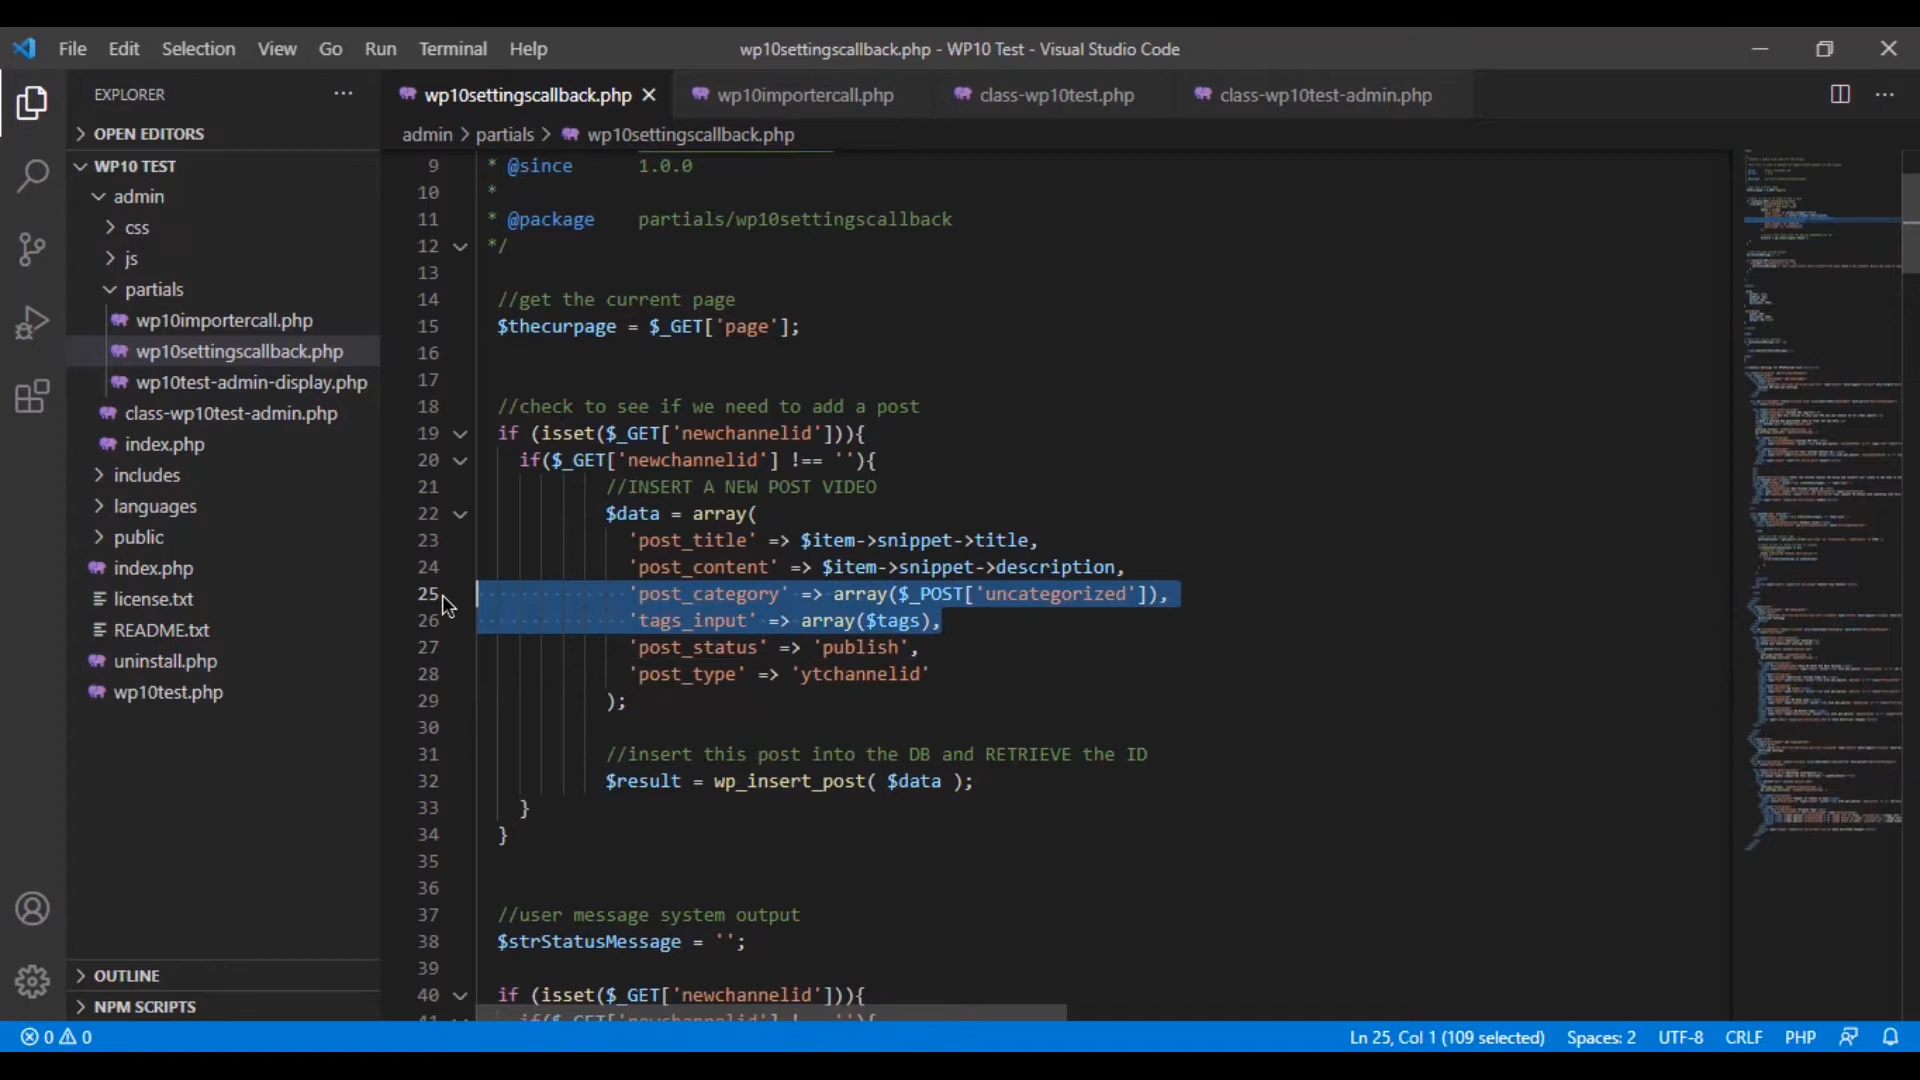 File Edit Selection View Go Run Terminal Help
wp10settingscallback.php - WP10 Test - Visual Studio Code
EXPLORER
OPEN EDITORS
WP10 TEST
admin
css
js
partials
wp10importercall.php
wp10settingscallback.php
wp10test-admin-display.php
class-wp10test-admin.php
index.php
includes
languages
public
index.php
license.txt
README.txt
uninstall.php
wp10test.php
OUTLINE
NPM SCRIPTS
wp10settingscallback.php wp10importercall.php class-wp10test.php class-wp10test-admin.php
admin > partials > wp10settingscallback.php
9 * @since 1.0.0
10 *
11 * @package partials/wp10settingscallback
12 */
13
14 //get the current page
15 $thecurpage = $_GET['page'];
16
17
18 //check to see if we need to add a post
19 if (isset($_GET['newchannelid'])){
20 if($_GET['newchannelid'] !== ''){
21 //INSERT A NEW POST VIDEO
22 $data = array(
23 'post_title' => $item->snippet->title,
24 'post_content' => $item->snippet->description,
25 'post_category' => array($_POST['uncategorized']),
26 'tags_input' => array($tags),
27 'post_status' => 'publish',
28 'post_type' => 'ytchannelid'
29 );
30
31 //insert this post into the DB and RETRIEVE the ID
32 $result = wp_insert_post( $data );
33 }
34 }
35
36
37 //user message system output
38 $strStatusMessage = '';
39
40 if (isset($_GET['newchannelid'])){
0 0
Ln 25, Col 1 (109 selected) Spaces: 2 UTF-8 CRLF PHP